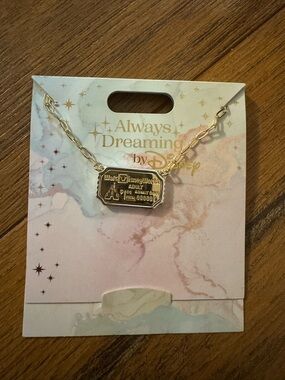 Always
Dreaming
by Disney
Walt Disney World
ADULT